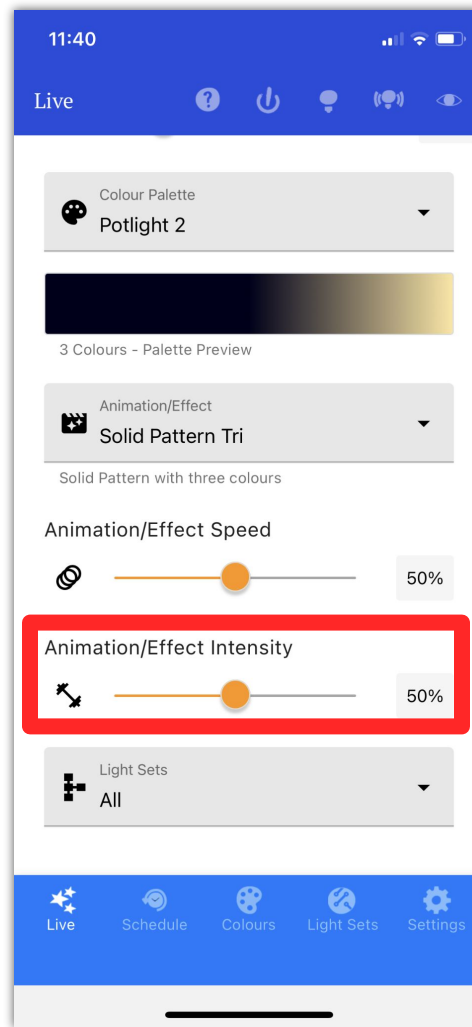 11:40
Live
?
Colour Palette
Potlight 2
3 Colours - Palette Preview
Animation/Effect
Solid Pattern Tri
Solid Pattern with three colours
Animation/Effect Speed
50%
Animation/Effect Intensity
50%
Light Sets
All
Live Schedule Colours Light Sets Settings